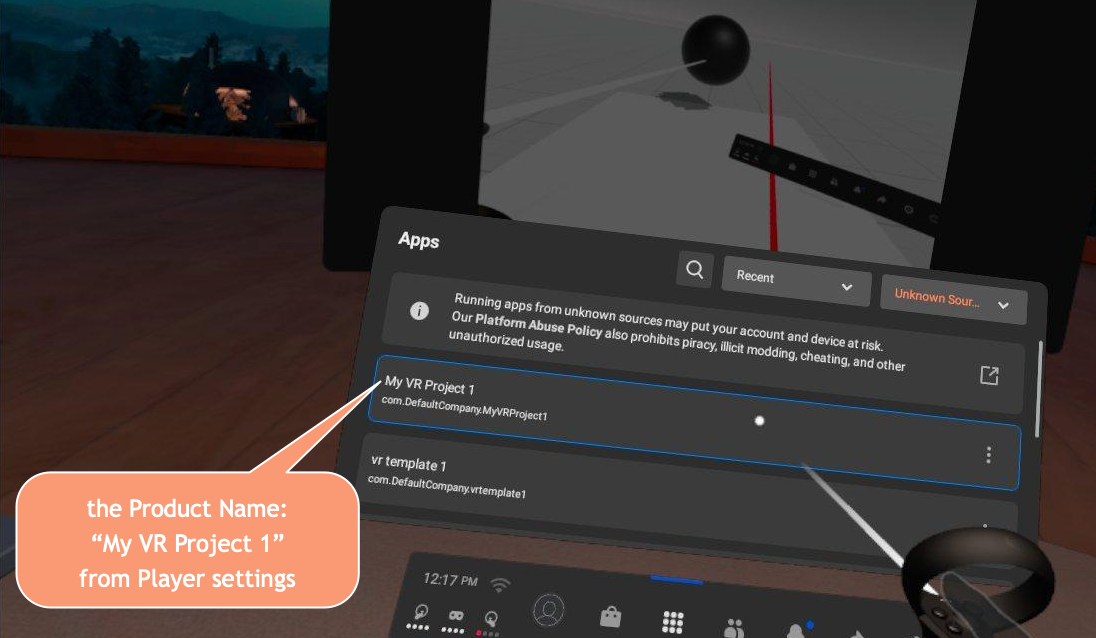 Apps
Recent
Unknown Sour...
Running apps from unknown sources may put your account and device at risk.
Our Platform Abuse Policy also prohibits piracy, illicit modding, cheating, and other
unauthorized usage.
My VR Project 1
com.DefaultCompany.MyVRProject1
vr template 1
com.DefaultCompany.vrtemplate1
the Product Name:
“My VR Project 1”
from Player settings
12:17 PM